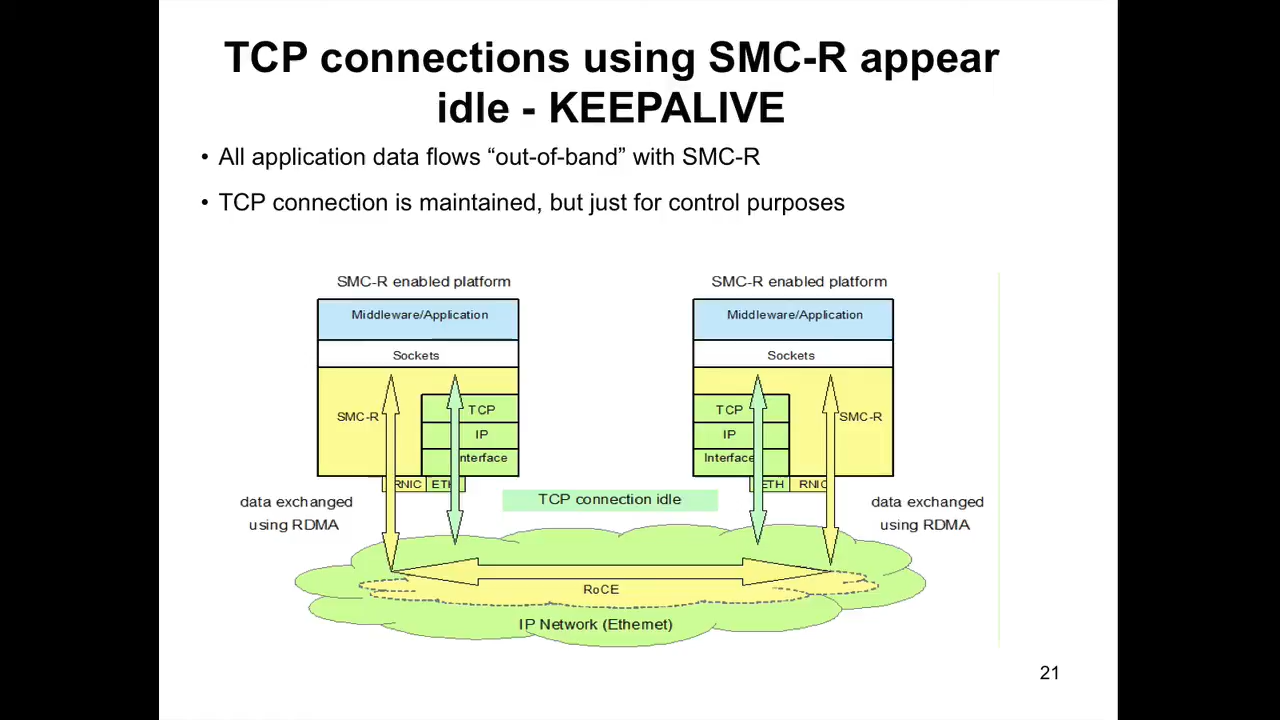 TCP connections using SMC-R appear
idle - KEEPALIVE
• All application data flows “out-of-band” with SMC-R
• TCP connection is maintained, but just for control purposes
SMC-R enabled platform
SMC-R enabled platform
Middleware/Application
Middleware/Application
Sockets
Sockets
SMC-R
TCP
IP
Interface
TCP
IP
Interface
SMC-R
RNIC
ETH
ETH
RNIC
data exchanged
using RDMA
TCP connection idle
data exchanged
using RDMA
RoCE
IP Network (Ethernet)
21